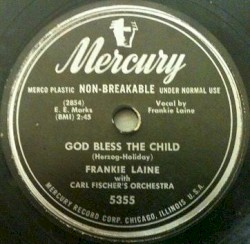 Mercury
MERCO PLASTIC NON-BREAKABLE UNDER NORMAL USE
(2854)
E. B. Marks
(BMI) 2:45
Vocal by
Frankie Laine
GOD BLESS THE CHILD
(Herzog-Holiday)
FRANKIE LAINE
with
CARL FISCHER'S ORCHESTRA
5355
MERCURY RECORD CORP. CHICAGO, ILLINOIS U.S.A.